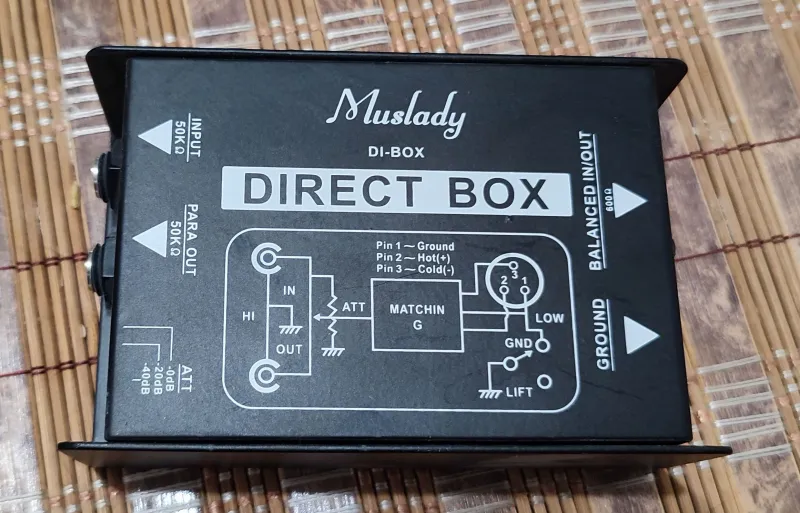 Muslady
DI-BOX
DIRECT BOX
INPUT
50KΩ
PARA OUT
50KΩ
ATT
-0dB
-20dB
-40dB
Pin 1 ― Ground
Pin 2 ― Hot(+)
Pin 3 ― Cold(-)
HI
IN
OUT
ATT
MATCHIN
G
3
2 1
LOW
GND
LIFT
BALANCED IN/OUT
600Ω
GROUND